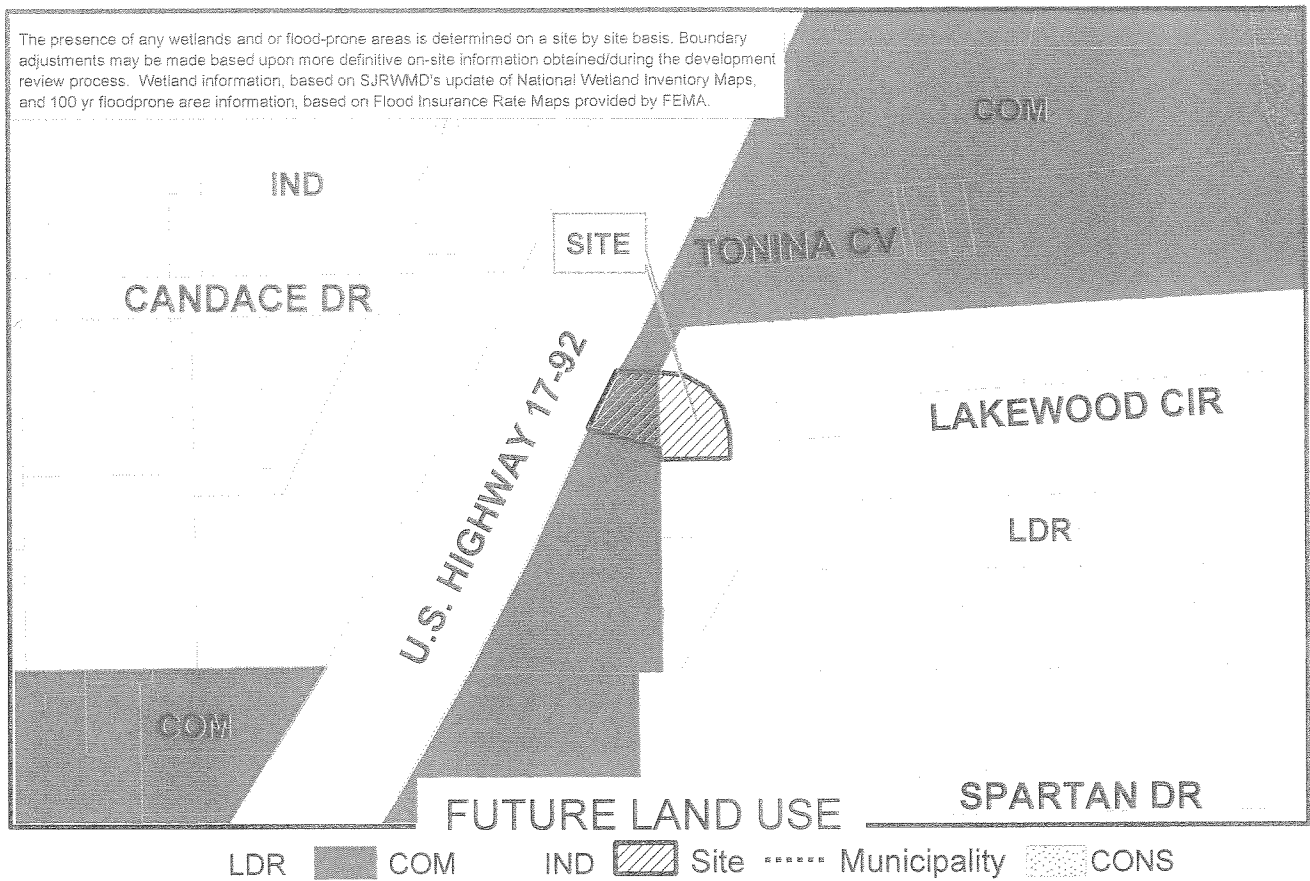 The presence of any wetlands and or flood-prone areas is determined on a site by site basis. Boundary
adjustments may be made based upon more definitive on-site information obtained/during the development
review process. Wetland information, based on SJRWMD's update of National Wetland Inventory Maps,
and 100 yr floodprone area information, based on Flood Insurance Rate Maps provided by FEMA.
COM
IND
SITE
TONINA CV
CANDACE DR
U.S. HIGHWAY 17-92
LAKEWOOD CIR
LDR
COM
SPARTAN DR
FUTURE LAND USE
LDR COM IND Site Municipality CONS